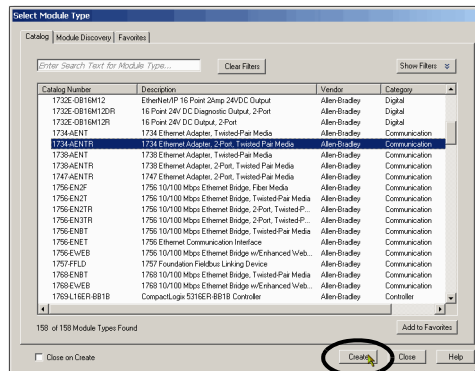 Select Module Type
Catalog Module Discovery Favorites
Enter Search Text for Module Type... Clear Filters Show Filters
Catalog Number Description Vendor Category
1732E-OB16M12 EtherNet/IP 16 Point 2Amp 24VDC Output Allen-Bradley Digital
1732E-OB16M12DR 16 Point 24V DC Diagnostic Output, 2-Port Allen-Bradley Digital
1732E-OB16M12R 16 Point 24V DC Output, 2-Port Allen-Bradley Digital
1734-AENT 1734 Ethernet Adapter, Twisted-Pair Media Allen-Bradley Communication
1734-AENTR 1734 Ethernet Adapter, 2-Port, Twisted-Pair Media Allen-Bradley Communication
1738-AENT 1738 Ethernet Adapter, Twisted-Pair Media Allen-Bradley Communication
1738-AENTR 1738 Ethernet Adapter, 2-Port, Twisted-Pair Media Allen-Bradley Communication
1747-AENTR 1747 Ethernet Adapter, 2-Port, Twisted-Pair Media Allen-Bradley Communication
1756-EN2F 1756 10/100 Mbps Ethernet Bridge, Fiber Media Allen-Bradley Communication
1756-EN2T 1756 10/100 Mbps Ethernet Bridge, Twisted-Pair Media Allen-Bradley Communication
1756-EN2TR 1756 10/100 Mbps Ethernet Bridge, 2-Port, Twisted-P... Allen-Bradley Communication
1756-EN3TR 1756 10/100 Mbps Ethernet Bridge, 2-Port, Twisted-P... Allen-Bradley Communication
1756-ENBT 1756 10/100 Mbps Ethernet Bridge, Twisted-Pair Media Allen-Bradley Communication
1756-ENET 1756 Ethernet Communication Interface Allen-Bradley Communication
1756-EWEB 1756 10/100 Mbps Ethernet Bridge w/Enhanced Web... Allen-Bradley Communication
1757-FFLD 1757 Foundation Fieldbus Linking Device Allen-Bradley Communication
1768-ENBT 1768 10/100 Mbps Ethernet Bridge, Twisted-Pair Media Allen-Bradley Communication
1768-EWEB 1768 10/100 Mbps Ethernet Bridge w/Enhanced Web... Allen-Bradley Communication
1769-L16ER-BB1B CompactLogix 5316ER-BB1B Controller Allen-Bradley Controller
158 of 158 Module Types Found Add to Favorites
Close on Create Create Close Help